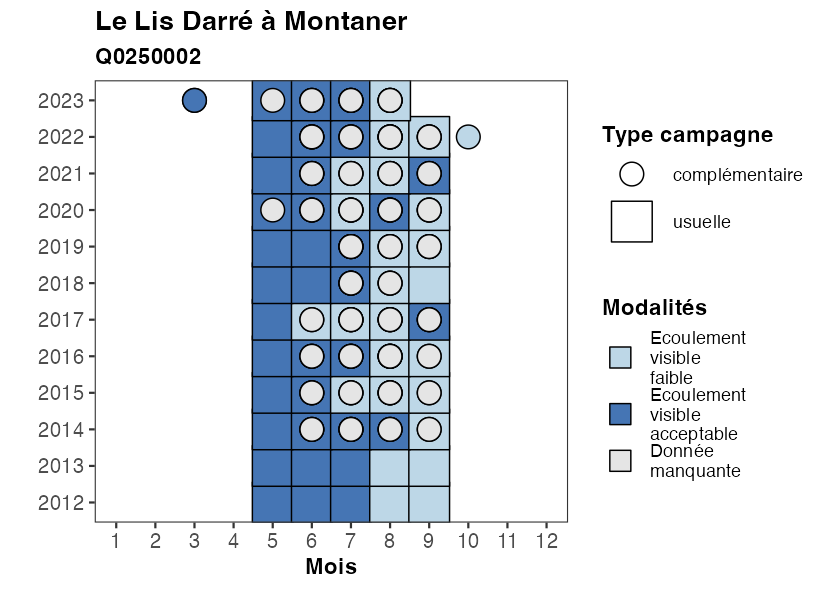 Le Lis Darré à Montaner
Q0250002
2023
2022
2021
2020
2019
2018
2017
2016
2015
2014
2013
2012
1 2 3 4 5 6 7 8 9 10 11 12
Mois
Type campagne
complémentaire
usuelle
Modalités
Ecoulement
visible
faible
Ecoulement
visible
acceptable
Donnée
manquante